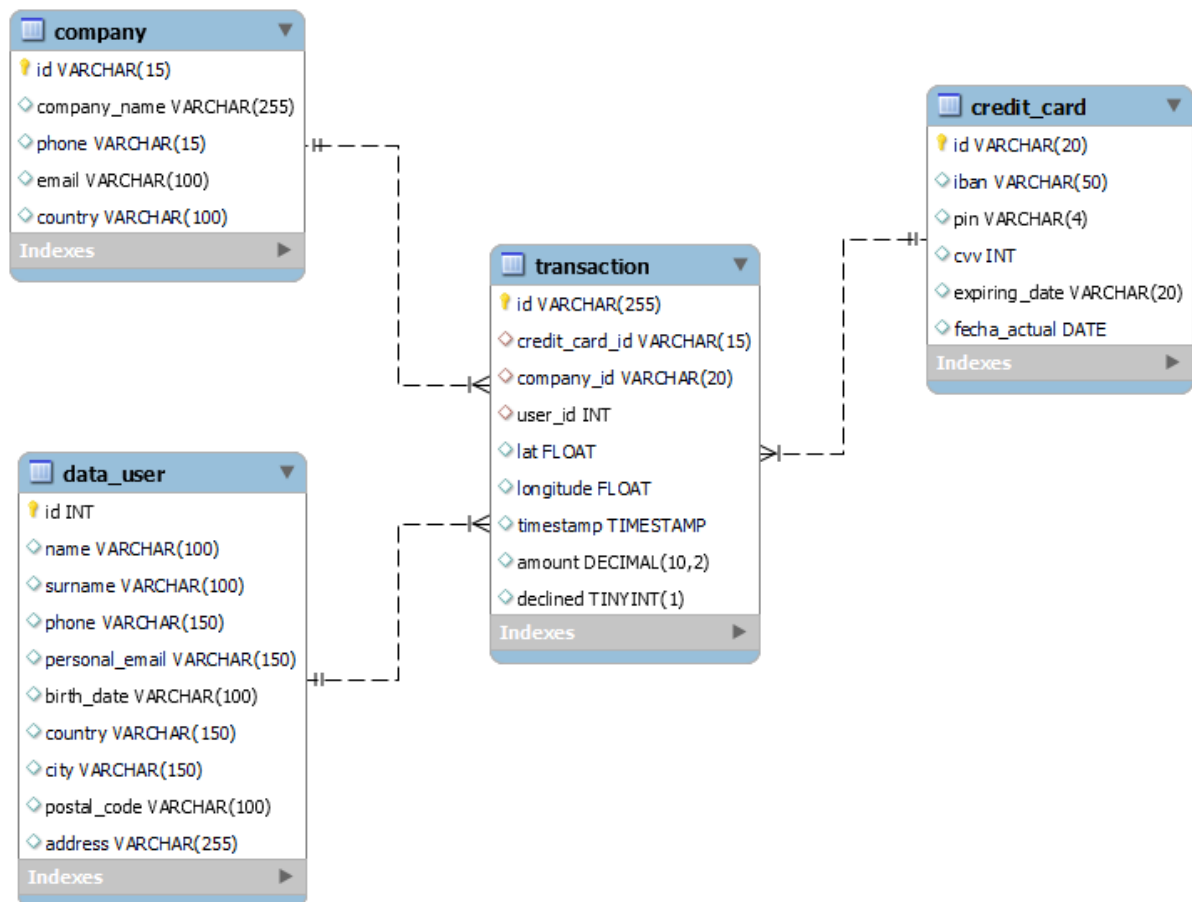 company
id VARCHAR(15)
company_name VARCHAR(255)
phone VARCHAR(15)
email VARCHAR(100)
country VARCHAR(100)
Indexes
data_user
id INT
name VARCHAR(100)
surname VARCHAR(100)
phone VARCHAR(150)
personal_email VARCHAR(150)
birth_date VARCHAR(100)
country VARCHAR(150)
city VARCHAR(150)
postal_code VARCHAR(100)
address VARCHAR(255)
Indexes
transaction
id VARCHAR(255)
credit_card_id VARCHAR(15)
company_id VARCHAR(20)
user_id INT
lat FLOAT
longitude FLOAT
timestamp TIMESTAMP
amount DECIMAL(10,2)
declined TINYINT(1)
Indexes
credit_card
id VARCHAR(20)
iban VARCHAR(50)
pin VARCHAR(4)
cvv INT
expiring_date VARCHAR(20)
fecha_actual DATE
Indexes